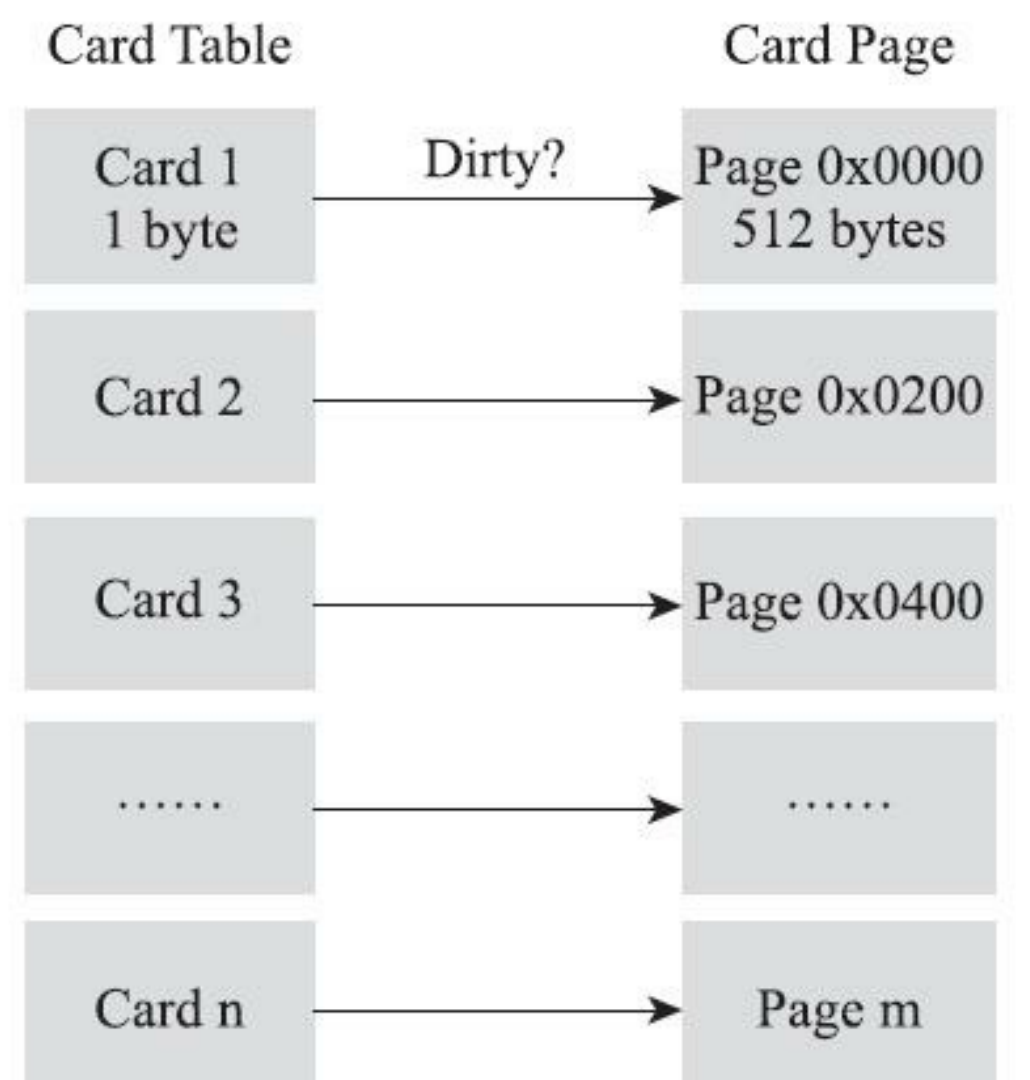 Card Table
Card Page
Card 1
1 byte
Dirty?
Page 0x0000
512 bytes
Card 2
Page 0x0200
Card 3
Page 0x0400
······
······
Card n
Page m